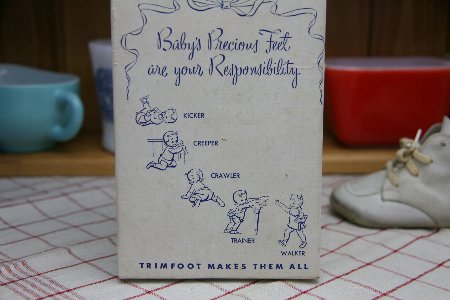 Baby's Precious Feet
are your Responsibility.
KICKER
CREEPER
CRAWLER
TRAINER
WALKER
TRIMFOOT MAKES THEM ALL